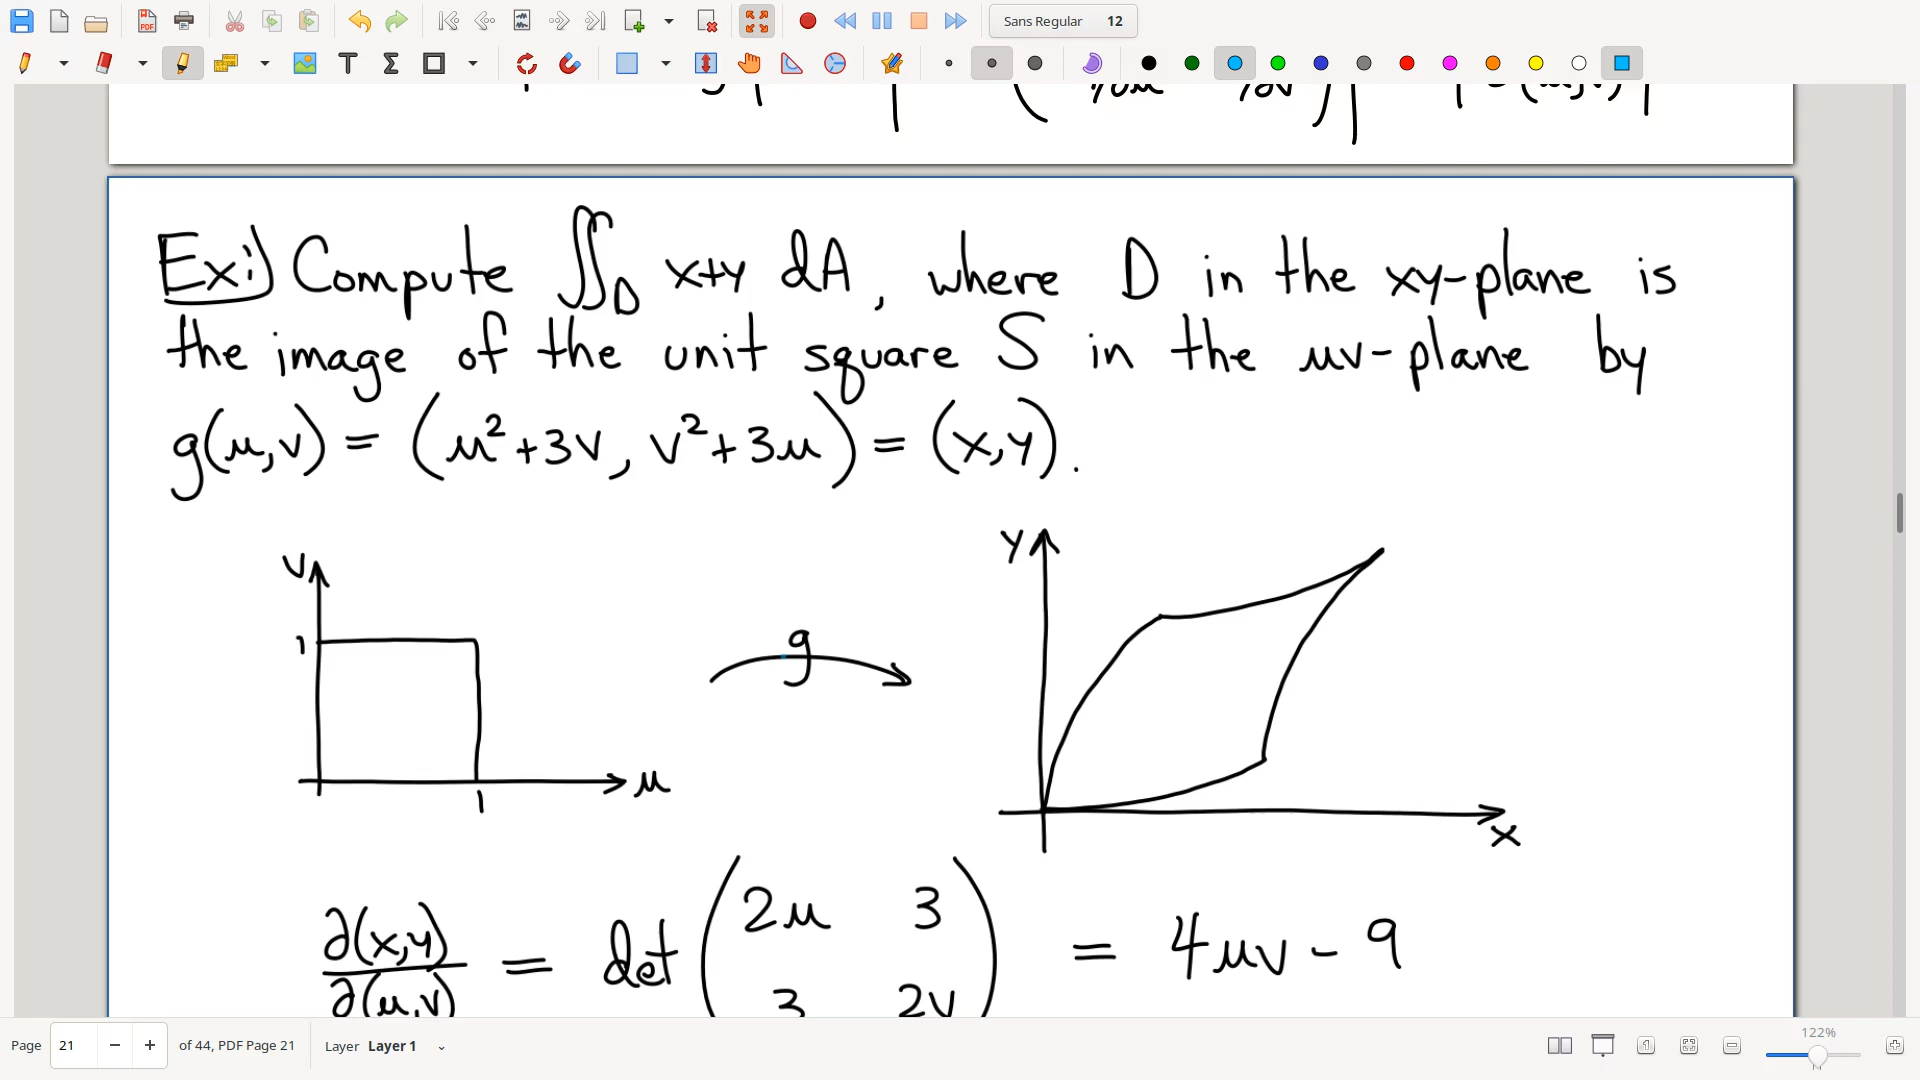 Sans Regular 12
Ex:) Compute ∬_D x+y dA, where D in the xy-plane is
the image of the unit square S in the uv-plane by
g(u,v) = (u²+3v, v²+3u) = (x,y).
v
1
1
u
g
y
x
∂(x,y)/∂(u,v) = det ( 2u 3
3 2v ) = 4uv - 9
Page 21 of 44, PDF Page 21 Layer Layer 1 122%